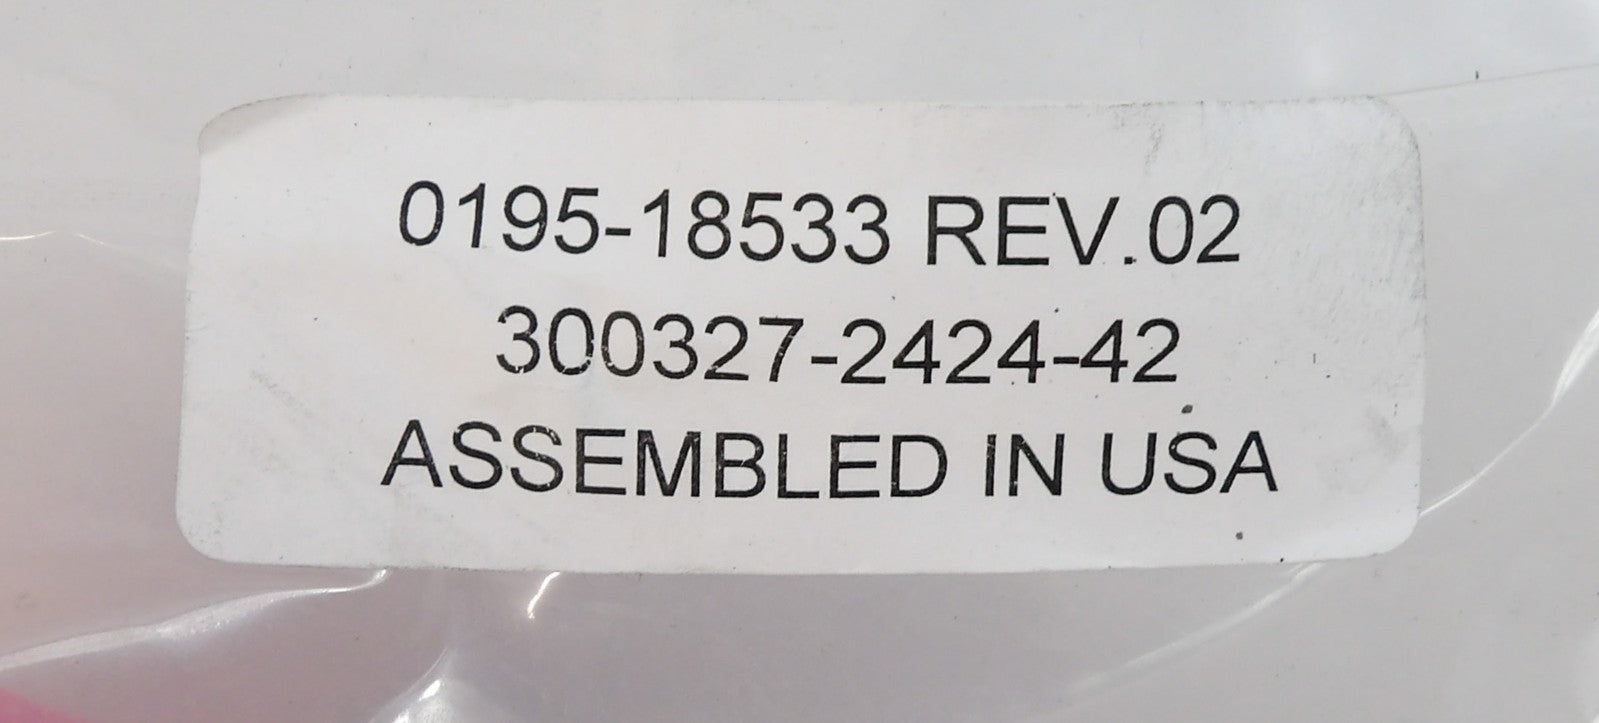 0195-18533 REV.02
300327-2424-42
ASSEMBLED IN USA